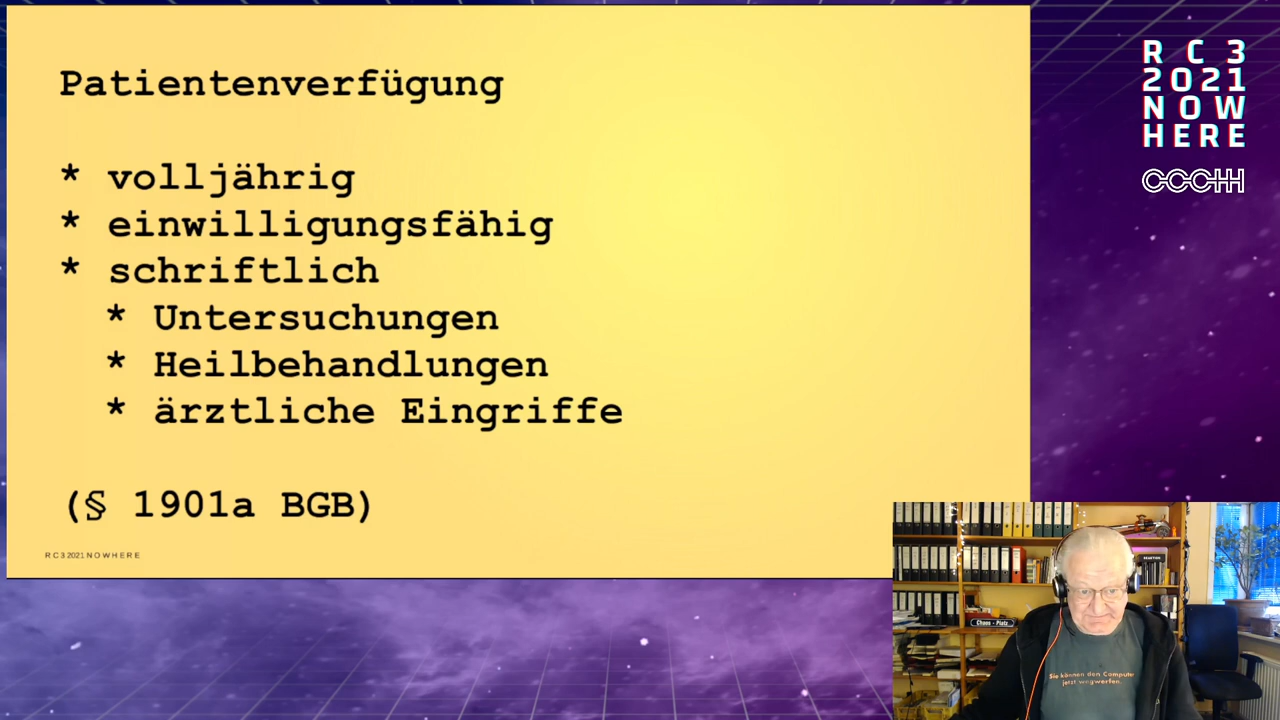 Patientenverfügung
* volljährig
* einwilligungsfähig
* schriftlich
* Untersuchungen
* Heilbehandlungen
* ärztliche Eingriffe
(§ 1901a BGB)
RC3 2021 NOWHERE
R C 3
2021
NOW
HERE
CCCHH
Chaos - Platz
Sie können den Computer
jetzt wegwerfen.